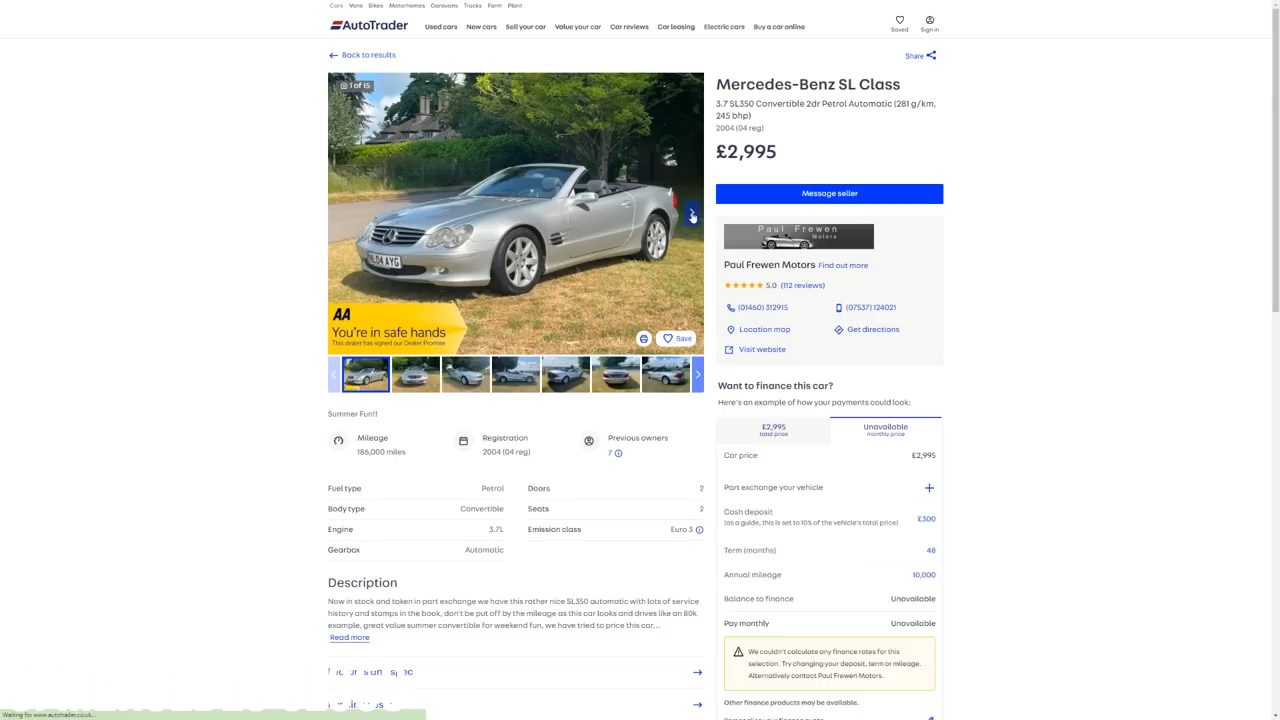 Cars Vans Bikes Motorhomes Caravans Trucks Farm Plant
AutoTrader
Used cars New cars Sell your car Value your car Car reviews Car leasing Electric cars Buy a car online
Saved Sign in
Back to results
Share
1 of 15
AA
You're in safe hands
This dealer has signed our Dealer Promise
Save
Mercedes-Benz SL Class
3.7 SL350 Convertible 2dr Petrol Automatic (281 g/km,
245 bhp)
2004 (04 reg)
£2,995
Message seller
Paul Frewen
Motors
Paul Frewen Motors Find out more
5.0 (112 reviews)
(01460) 312915 (07537) 124021
Location map Get directions
Visit website
Summer Fun!!
Mileage
186,000 miles
Registration
2004 (04 reg)
Previous owners
7
Fuel type Petrol
Doors 2
Body type Convertible
Seats 2
Engine 3.7L
Emission class Euro 3
Gearbox Automatic
Description
Now in stock and taken in part exchange we have this rather nice SL350 automatic with lots of service
history and stamps in the book, don't be put off by the mileage as this car looks and drives like an 80k
example, great value summer convertible for weekend fun, we have tried to price this car...
Read more
Want to finance this car?
Here's an example of how your payments could look:
£2,995
total price
Unavailable
monthly price
Car price £2,995
Part exchange your vehicle
Cash deposit
(as a guide, this is set to 10% of the vehicle's total price) £300
Term (months) 48
Annual mileage 10,000
Balance to finance Unavailable
Pay monthly Unavailable
We couldn't calculate any finance rates for this
selection. Try changing your deposit, term or mileage.
Alternatively contact Paul Frewen Motors.
Other finance products may be available.
Waiting for www.autotrader.co.uk...